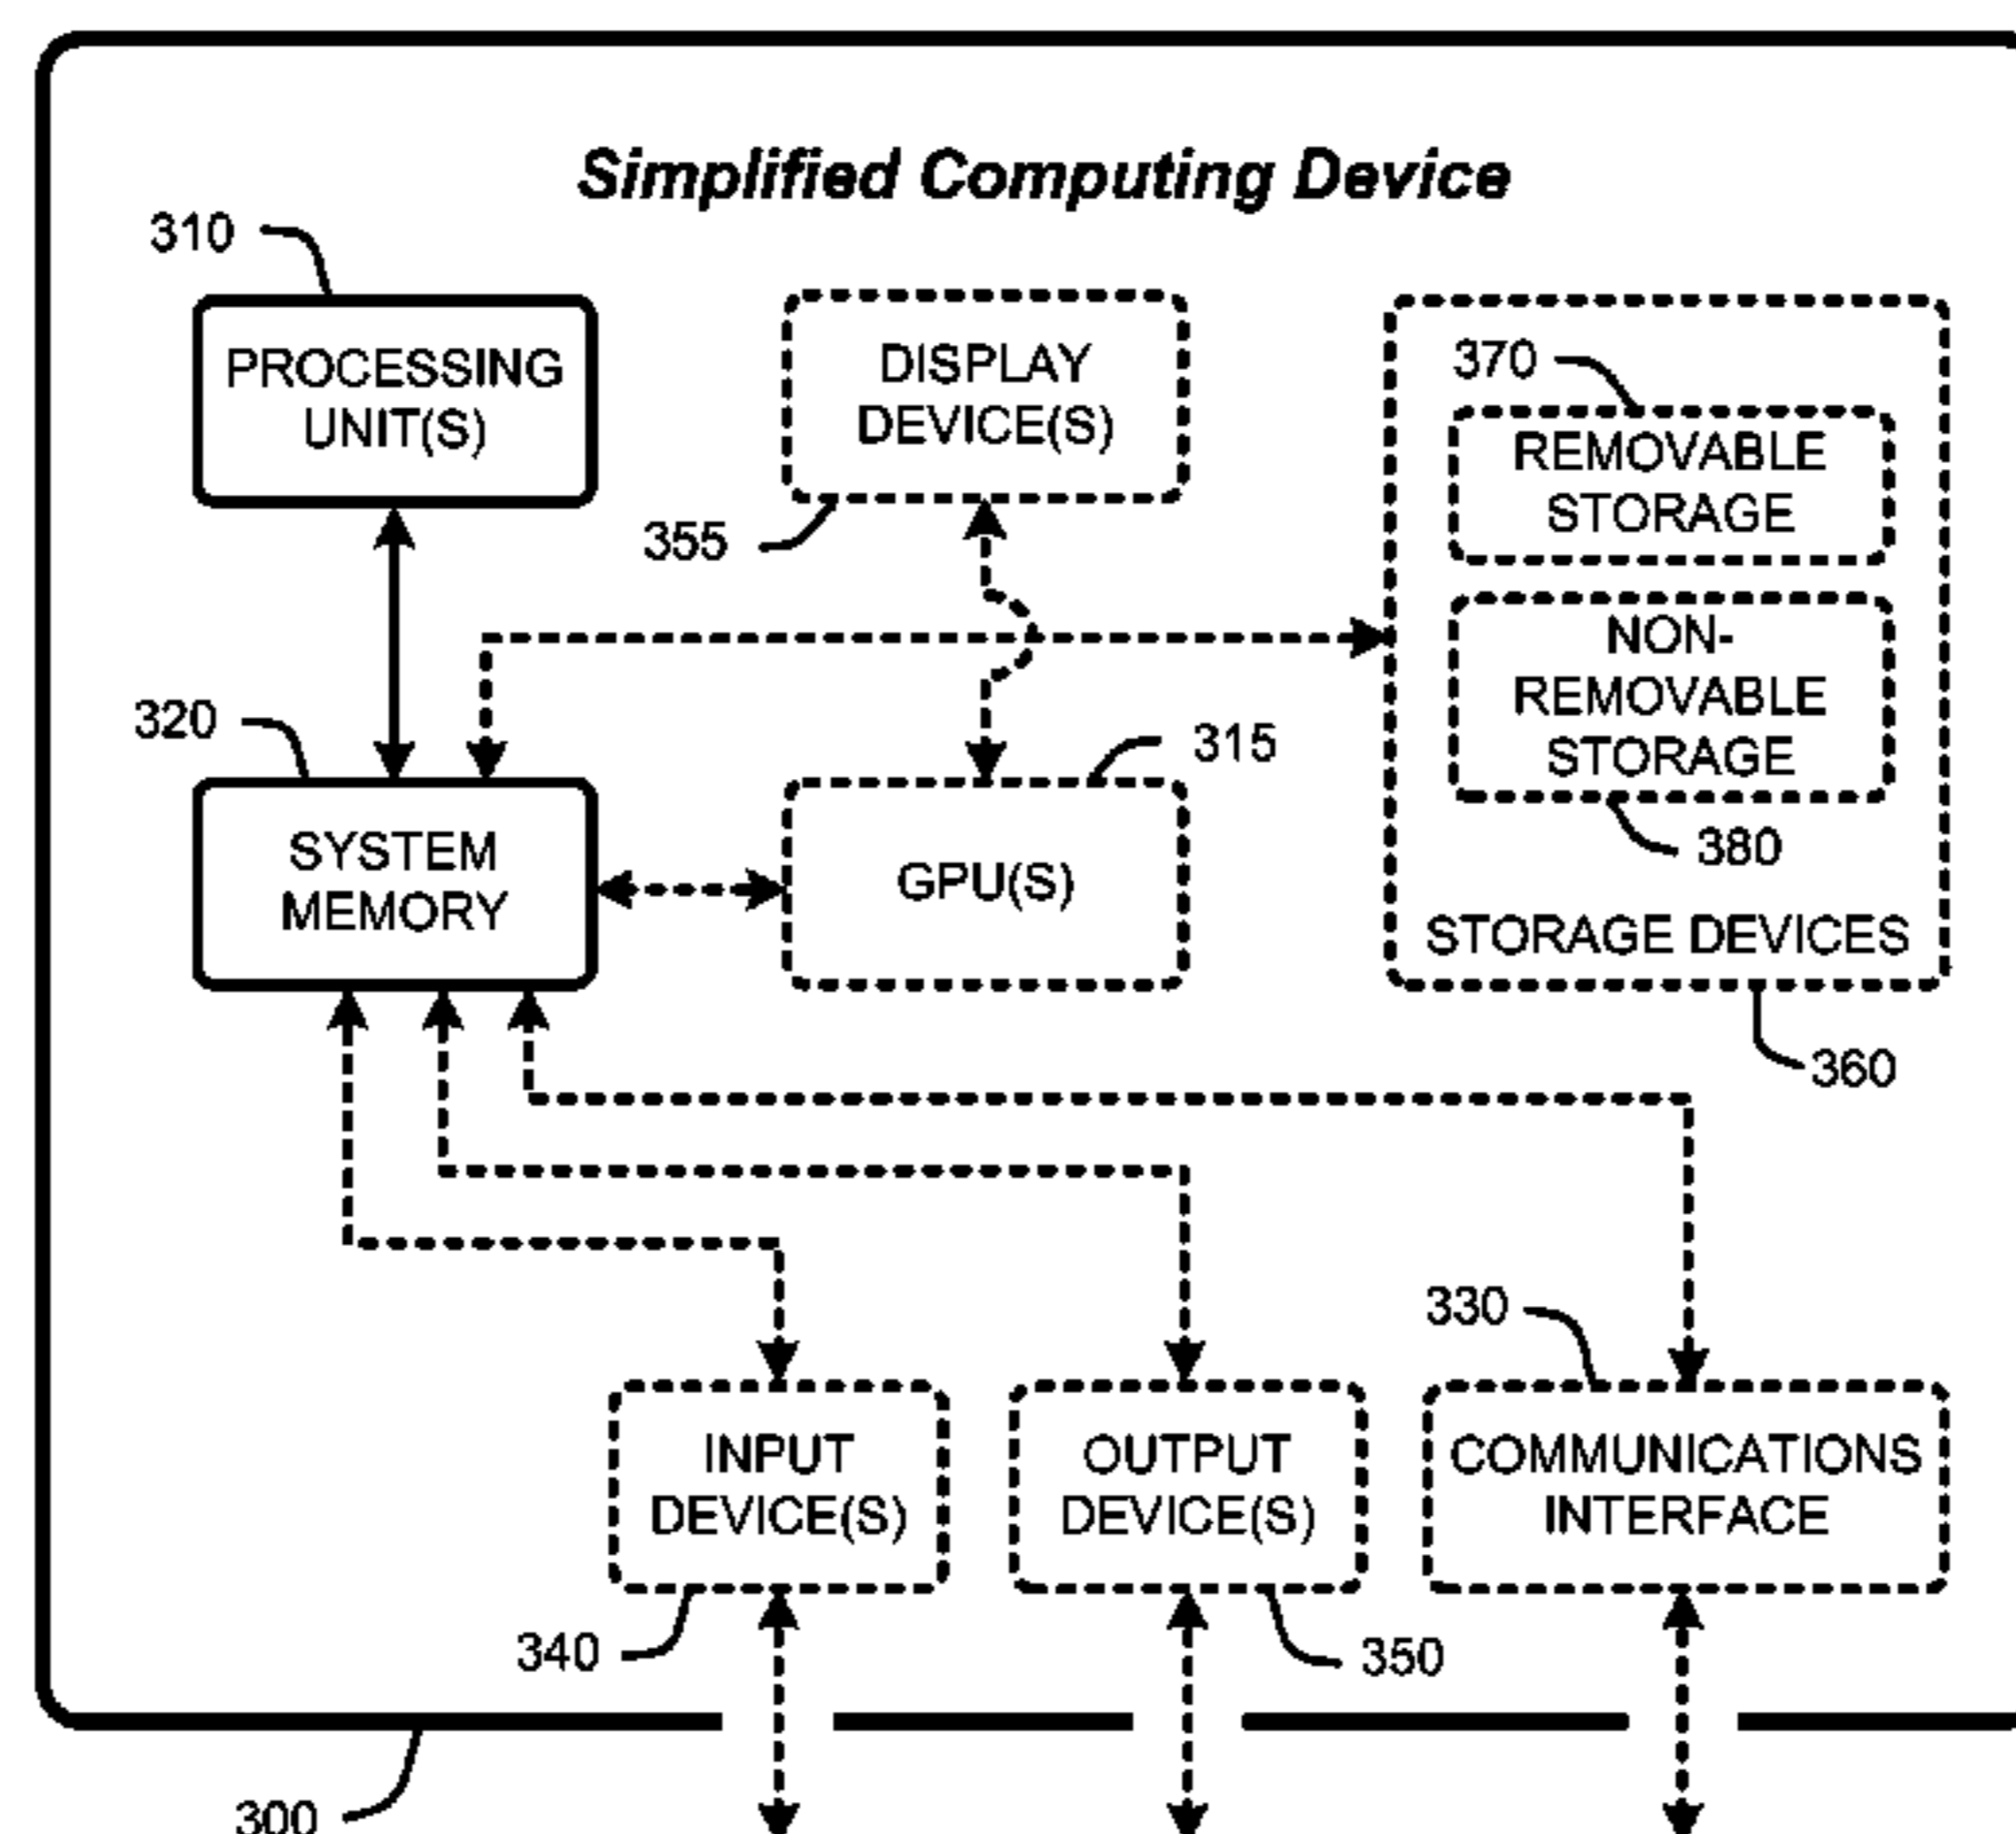 Simplified Computing Device
310
PROCESSING
UNIT(S)
DISPLAY
DEVICE(S)
355
370
REMOVABLE
STORAGE
NON-
REMOVABLE
STORAGE
380
STORAGE DEVICES
360
320
SYSTEM
MEMORY
315
GPU(S)
330
INPUT
DEVICE(S)
340
OUTPUT
DEVICE(S)
350
COMMUNICATIONS
INTERFACE
300